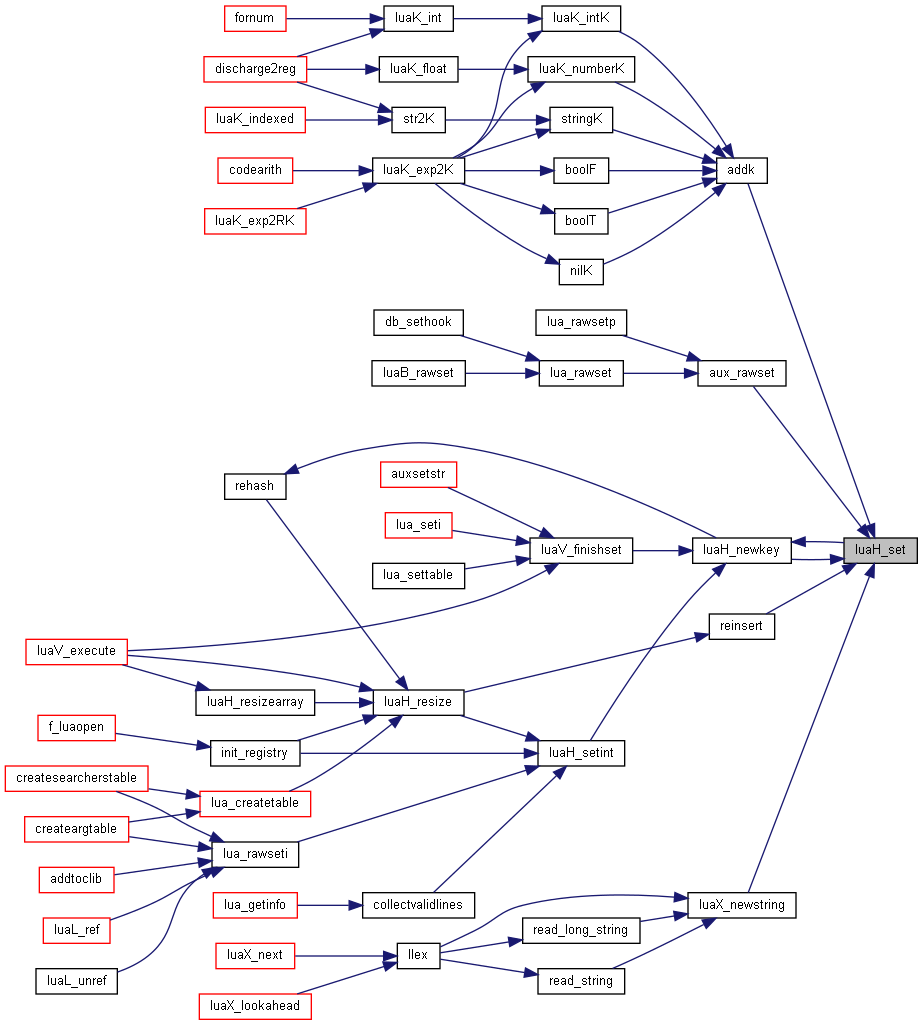 fornum
luaK_int
luaK_intK
discharge2reg
luaK_float
luaK_numberK
luaK_indexed
str2K
stringK
codearith
luaK_exp2K
boolF
addk
luaK_exp2RK
boolT
nilK
db_sethook
lua_rawsetp
luaB_rawset
lua_rawset
aux_rawset
rehash
auxsetstr
lua_seti
luaV_finishset
luaH_newkey
luaH_set
lua_settable
reinsert
luaV_execute
luaH_resizearray
luaH_resize
f_luaopen
init_registry
luaH_setint
createsearcherstable
lua_createtable
createargtable
lua_rawseti
addtoclib
lua_getinfo
collectvalidlines
luaX_newstring
luaL_ref
read_long_string
luaX_next
llex
luaL_unref
read_string
luaX_lookahead